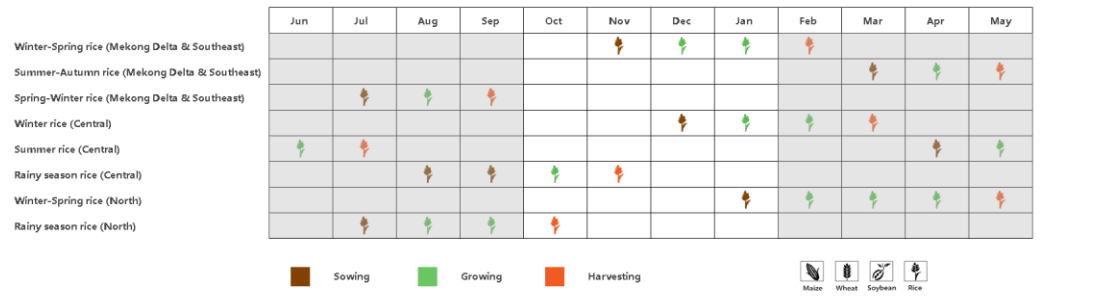 Jun Jul Aug Sep Oct Nov Dec Jan Feb Mar Apr May
Winter-Spring rice (Mekong Delta & Southeast)
Summer-Autumn rice (Mekong Delta & Southeast)
Spring-Winter rice (Mekong Delta & Southeast)
Winter rice (Central)
Summer rice (Central)
Rainy season rice (Central)
Winter-Spring rice (North)
Rainy season rice (North)
Sowing Growing Harvesting
Maize Wheat Soybean Rice